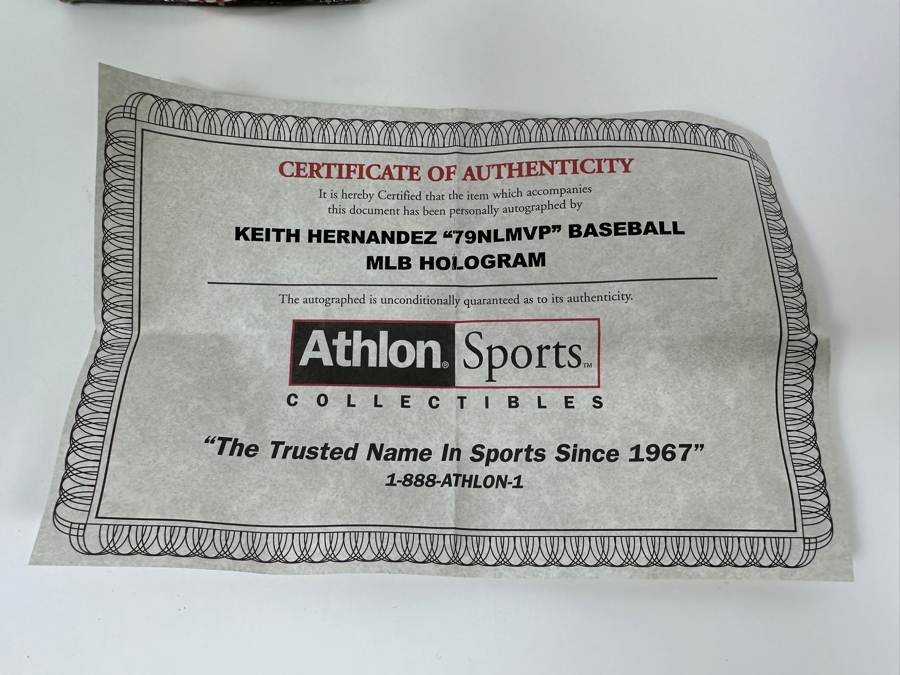 CERTIFICATE OF AUTHENTICITY
It is hereby Certified that the item which accompanies
this document has been personally autographed by
KEITH HERNANDEZ “79NLMVP” BASEBALL
MLB HOLOGRAM
The autographed is unconditionally quaranteed as to its authenticity.
Athlon® Sports™
COLLECTIBLES
“The Trusted Name In Sports Since 1967”
1-888-ATHLON-1